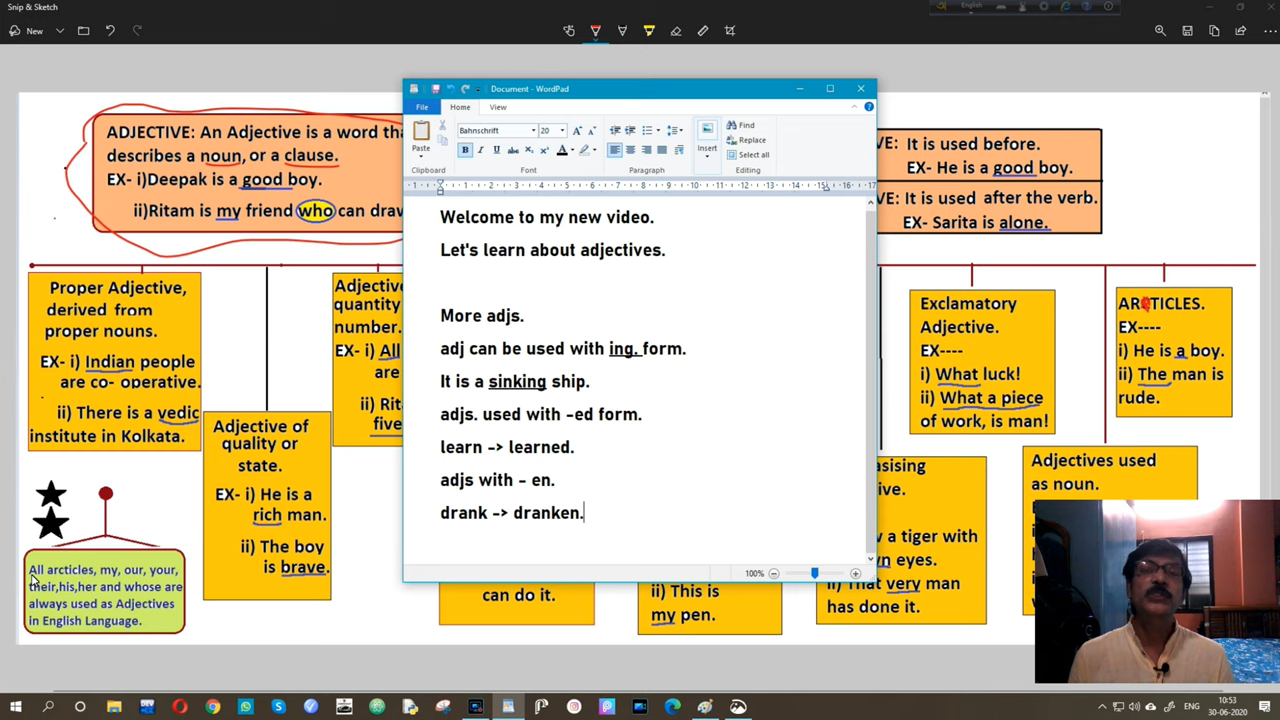 Snip & Sketch
English
New
ADJECTIVE: An Adjective is a word tha
describes a noun, or a clause.
EX- i)Deepak is a good boy.
ii)Ritam is my friend who can draw
VE: It is used before.
EX- He is a good boy.
VE: It is used after the verb.
EX- Sarita is alone.
Document - WordPad
File
Home
View
Paste
Clipboard
Bahnschrift
20
Font
Paragraph
Insert
Find
Replace
Select all
Editing
Welcome to my new video.
Let's learn about adjectives.
More adjs.
adj can be used with ing. form.
It is a sinking ship.
adjs. used with -ed form.
learn -> learned.
adjs with - en.
drank -> dranken.
100%
Proper Adjective,
derived from
proper nouns.
EX- i) Indian people
are co- operative.
ii) There is a vedic
institute in Kolkata.
Adjective of
quality or
state.
EX- i) He is a
rich man.
ii) The boy
is brave.
Adjective
quantity
number.
EX- i) All
are
ii) Rit
five
can do it.
ii) This is
my pen.
asising
ive.
w a tiger with
wn eyes.
ii) That very man
has done it.
Exclamatory
Adjective.
EX----
i) What luck!
ii) What a piece
of work, is man!
Adjectives used
as noun.
ARTICLES.
EX----
i) He is a boy.
ii) The man is
rude.
All arcticles, my, our, your,
their,his,her and whose are
always used as Adjectives
in English Language.
10:53
30-06-2020